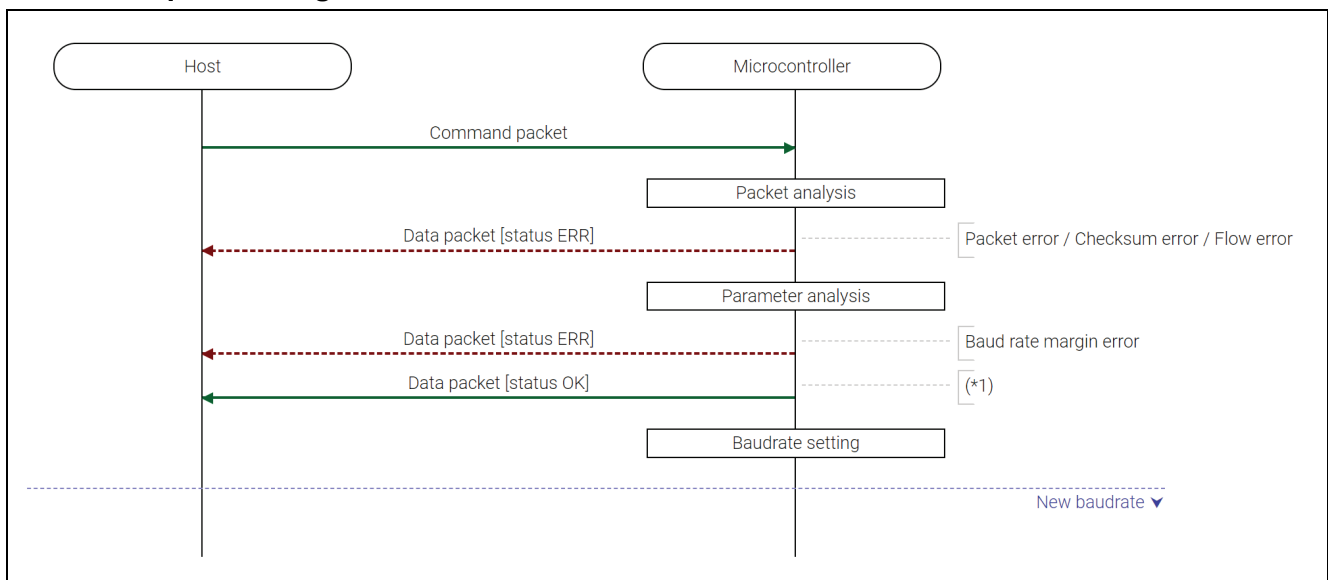 Host
Microcontroller
Command packet
Packet analysis
Data packet [status ERR]
Packet error / Checksum error / Flow error
Parameter analysis
Data packet [status ERR]
Baud rate margin error
Data packet [status OK]
(*1)
Baudrate setting
New baudrate